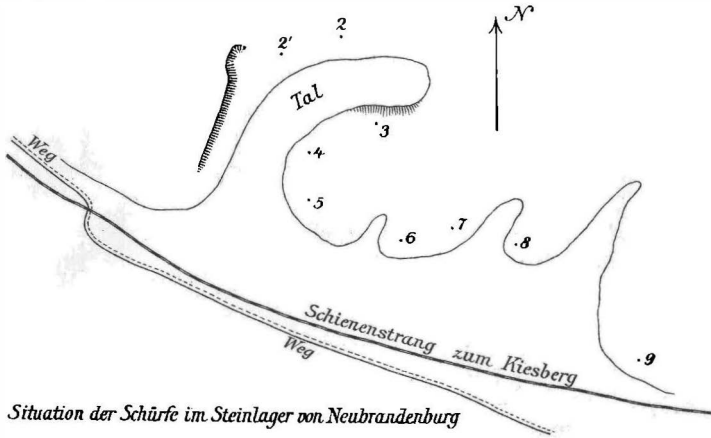 N
2
2'
Tal
3
4
5
6
7
8
9
Weg
Schienenstrang zum Kiesberg
Weg
Situation der Schürfe im Steinlager von Neubrandenburg